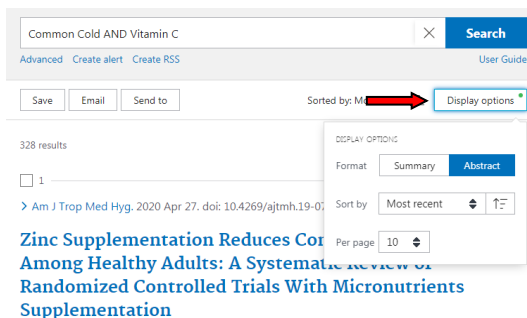 Common Cold AND Vitamin C
Search
Advanced Create alert Create RSS
User Guide
Save Email Send to
Sorted by:
Display options
328 results
DISPLAY OPTIONS
Format Summary Abstract
1
Am J Trop Med Hyg. 2020 Apr 27. doi: 10.4269/ajtmh.19-07
Sort by Most recent
Zinc Supplementation Reduces
Per page 10
Among Healthy Adults: A Systematic Review of
Randomized Controlled Trials With Micronutrients
Supplementation